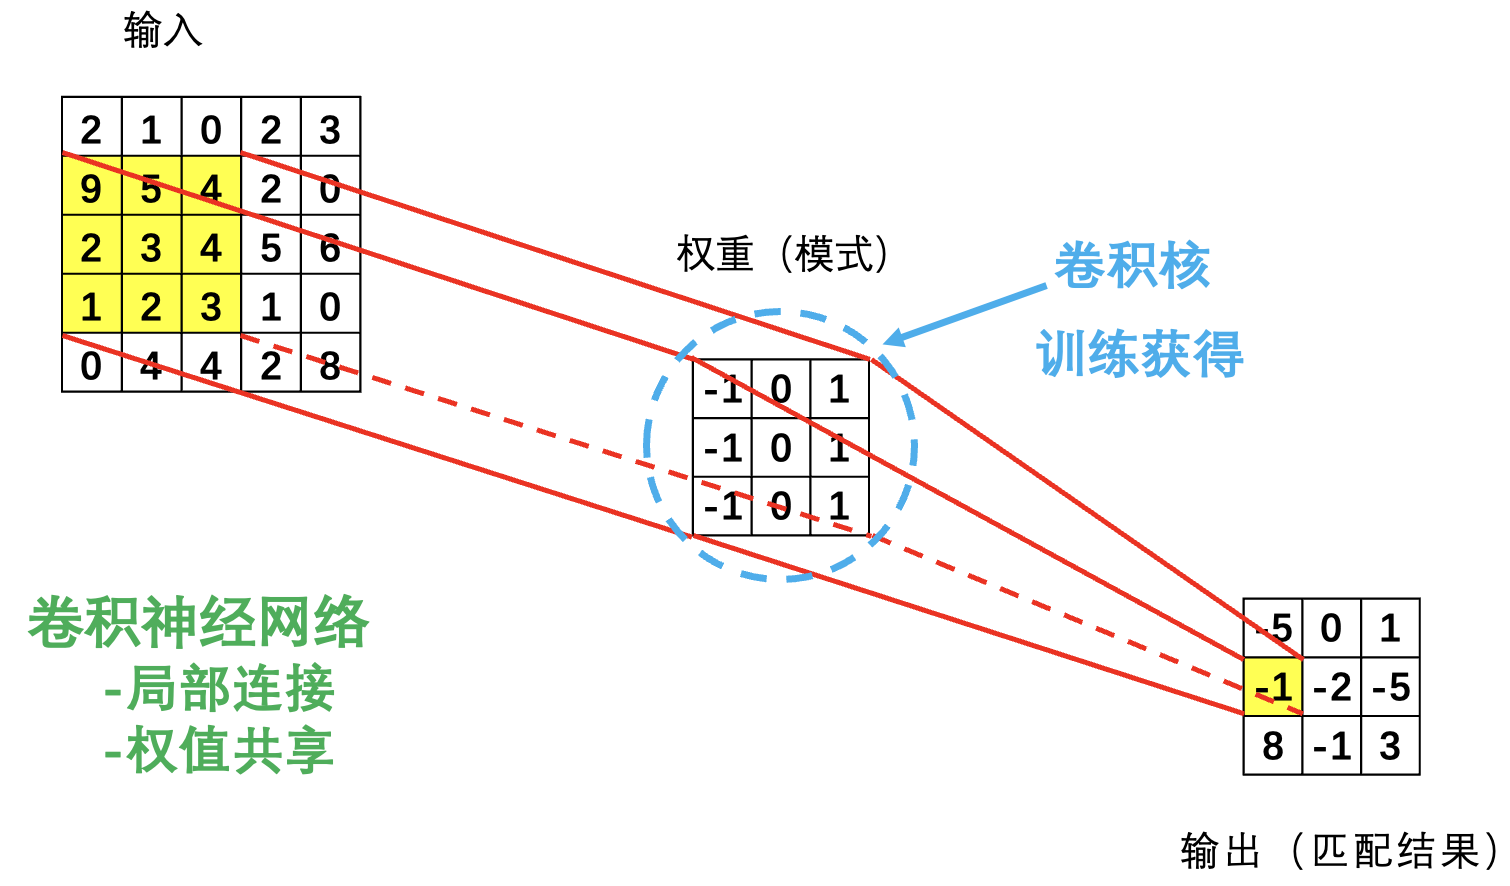 输入
2 1 0 2 3
9 5 4 2 0
2 3 4 5 6
1 2 3 1 0
0 4 4 2 8
权重（模式）
卷积核
训练获得
-1 0 1
-1 0 1
-1 0 1
卷积神经网络
-局部连接
-权值共享
-5 0 1
-1 -2 -5
8 -1 3
输出（匹配结果）